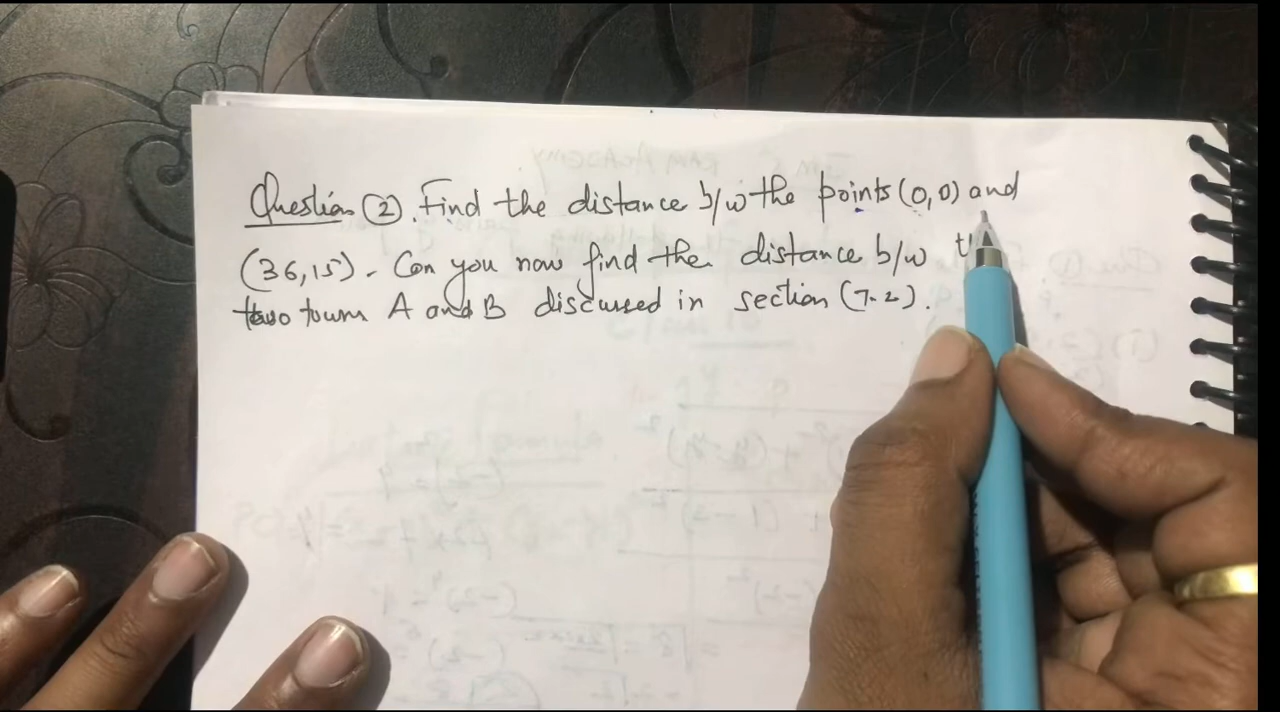 Question ②. Find the distance b/w the points (0,0) and
(36,15). Can you now find the distance b/w
two towns A and B discussed in section (7.2).